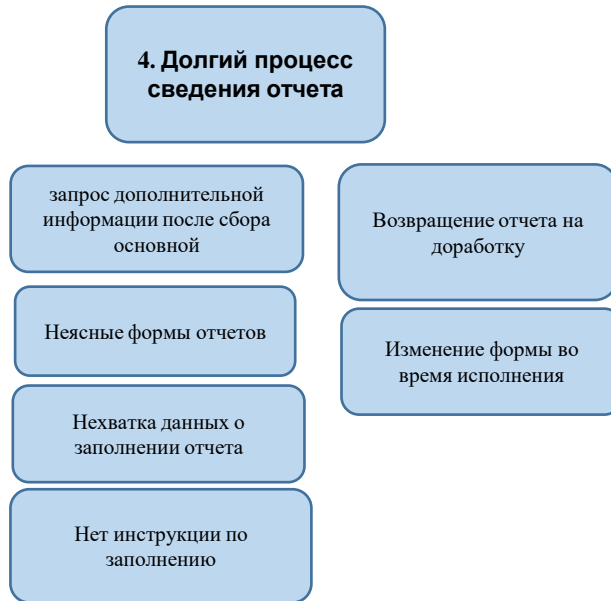 4. Долгий процесс
сведения отчета
запрос дополнительной
информации после сбора
основной
Неясные формы отчетов
Нехватка данных о
заполнении отчета
Нет инструкции по
заполнению
Возвращение отчета на
доработку
Изменение формы во
время исполнения